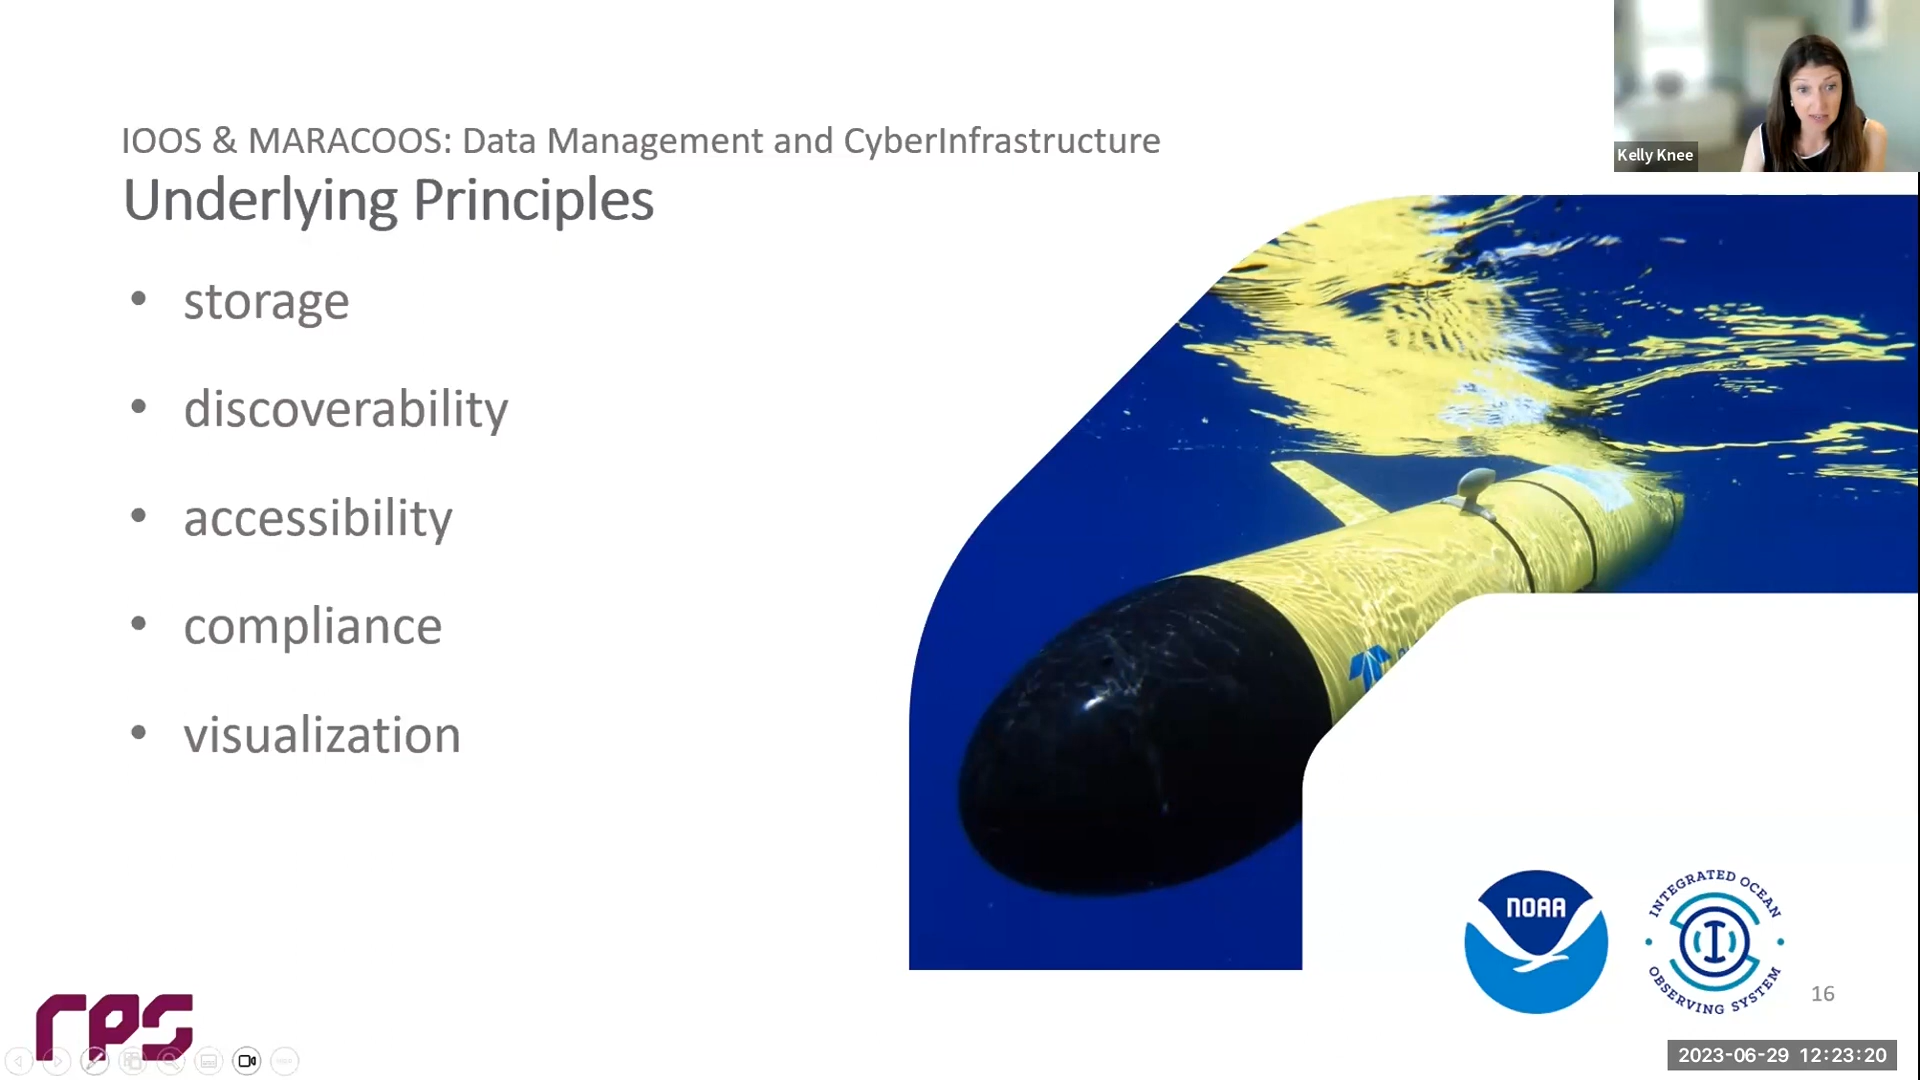 Kelly Knee
IOOS & MARACOOS: Data Management and CyberInfrastructure
Underlying Principles
• storage
• discoverability
• accessibility
• compliance
• visualization
NOAA
INTEGRATED OCEAN
OBSERVING SYSTEM
16
rps
2023-06-29 12:23:20